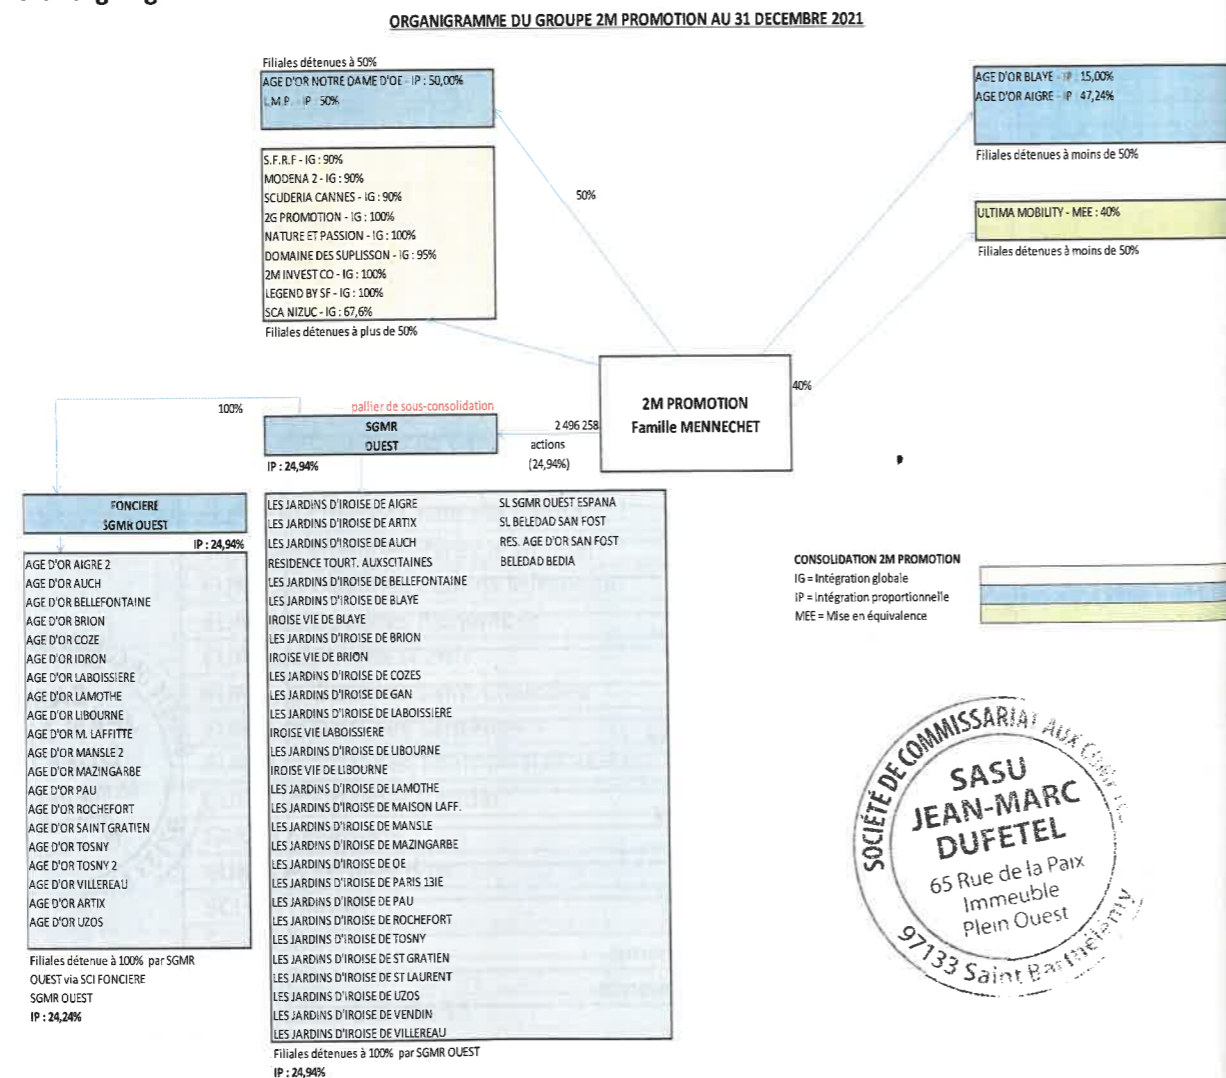 ORGANIGRAMME DU GROUPE 2M PROMOTION AU 31 DECEMBRE 2021
Filiales détenues à 50%
AGE D'OR NOTRE DAME D'OE - IP : 50,00%
L.M.P. - IP : 50%
AGE D'OR BLAYE - IP : 15,00%
AGE D'OR AIGRE - IP : 47,24%
Filiales détenues à moins de 50%
S.F.R.F - IG : 90%
MODENA 2 - IG : 90%
SCUDERIA CANNES - IG : 90%
2G PROMOTION - IG : 100%
NATURE ET PASSION - IG : 100%
DOMAINE DES SUPLISSON - IG : 95%
2M INVEST CO - IG : 100%
LEGEND BY SF - IG : 100%
SCA NIZUC - IG : 67,6%
Filiales détenues à plus de 50%
50%
ULTIMA MOBILITY - MEE : 40%
Filiales détenues à moins de 50%
40%
2M PROMOTION
Famille MENNECHET
100%
pallier de sous-consolidation
SGMR
OUEST
IP : 24,94%
2 496 258
actions
(24,94%)
FONCIERE
SGMR OUEST
IP : 24,94%
AGE D'OR AIGRE 2
AGE D'OR AUCH
AGE D'OR BELLEFONTAINE
AGE D'OR BRION
AGE D'OR COZE
AGE D'OR IDRON
AGE D'OR LABOISSIERE
AGE D'OR LAMOTHE
AGE D'OR LIBOURNE
AGE D'OR M. LAFFITTE
AGE D'OR MANSLE 2
AGE D'OR MAZINGARBE
AGE D'OR PAU
AGE D'OR ROCHEFORT
AGE D'OR SAINT GRATIEN
AGE D'OR TOSNY
AGE D'OR TOSNY 2
AGE D'OR VILLEREAU
AGE D'OR ARTIX
AGE D'OR UZOS
Filiales détenue à 100% par SGMR
OUEST via SCI FONCIERE
SGMR OUEST
IP : 24,24%
LES JARDINS D'IROISE DE AIGRE
LES JARDINS D'IROISE DE ARTIX
LES JARDINS D'IROISE DE AUCH
RESIDENCE TOURT. AUXSCITAINES
LES JARDINS D'IROISE DE BELLEFONTAINE
LES JARDINS D'IROISE DE BLAYE
IROISE VIE DE BLAYE
LES JARDINS D'IROISE DE BRION
IROISE VIE DE BRION
LES JARDINS D'IROISE DE COZES
LES JARDINS D'IROISE DE GAN
LES JARDINS D'IROISE DE LABOISSIERE
IROISE VIE LABOISSIERE
LES JARDINS D'IROISE DE LIBOURNE
IROISE VIE DE LIBOURNE
LES JARDINS D'IROISE DE LAMOTHE
LES JARDINS D'IROISE DE MAISON LAFF.
LES JARDINS D'IROISE DE MANSLE
LES JARDINS D'IROISE DE MAZINGARBE
LES JARDINS D'IROISE DE OE
LES JARDINS D'IROISE DE PARIS 13IE
LES JARDINS D'IROISE DE PAU
LES JARDINS D'IROISE DE ROCHEFORT
LES JARDINS D'IROISE DE TOSNY
LES JARDINS D'IROISE DE ST GRATIEN
LES JARDINS D'IROISE DE ST LAURENT
LES JARDINS D'IROISE DE UZOS
LES JARDINS D'IROISE DE VENDIN
LES JARDINS D'IROISE DE VILLEREAU
SL SGMR OUEST ESPANA
SL BELEDAD SAN FOST
RES. AGE D'OR SAN FOST
BELEDAD BEDIA
Filiales détenues à 100% par SGMR OUEST
IP : 24,94%
CONSOLIDATION 2M PROMOTION
IG = Intégration globale
IP = Intégration proportionnelle
MEE = Mise en équivalence
SOCIÉTÉ DE COMMISSARIAT AUX COMPTES
SASU
JEAN-MARC
DUFETEL
65 Rue de la Paix
Immeuble
Plein Ouest
97133 Saint Barthélémy